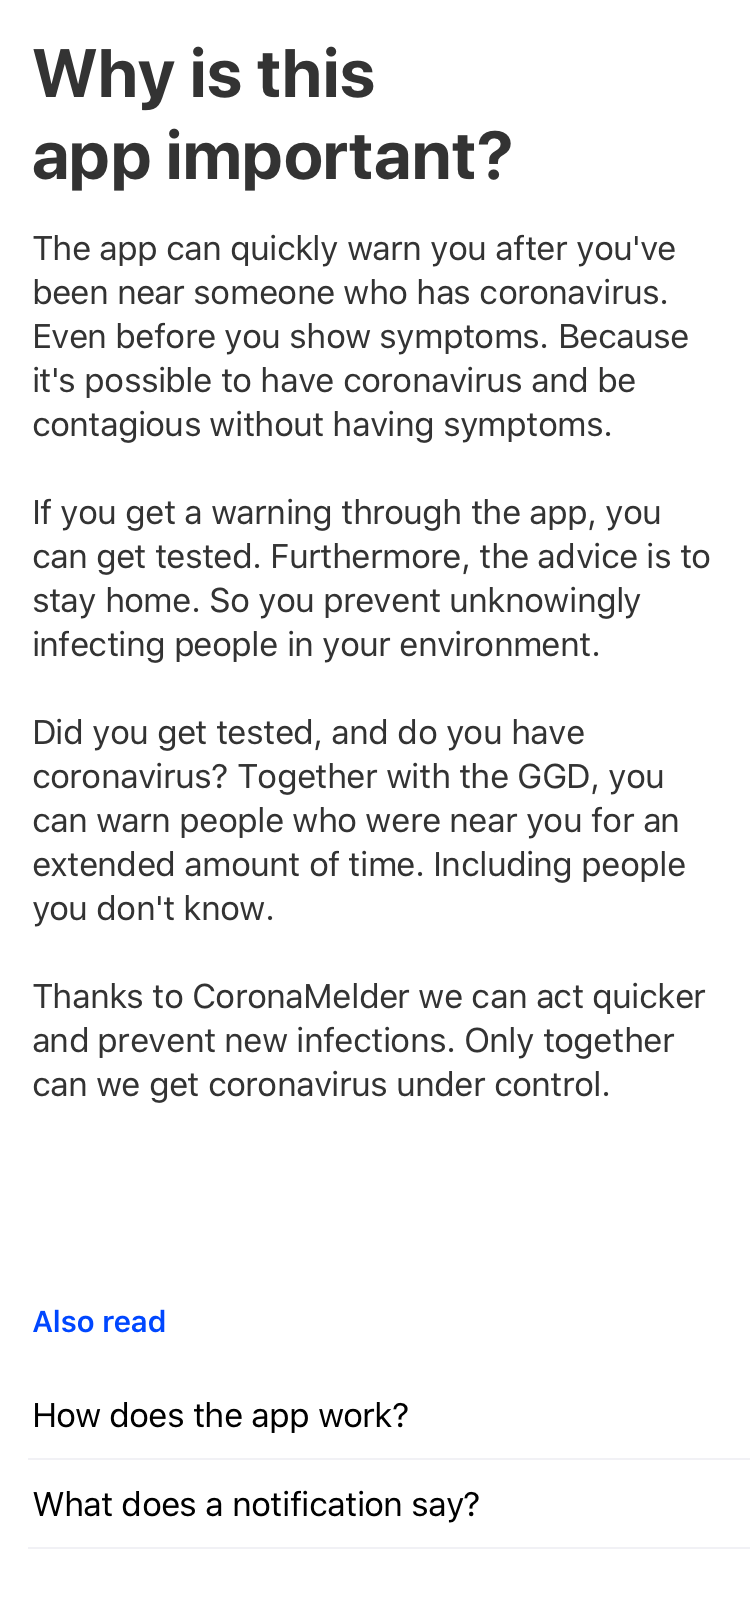 Why is this
app important?
The app can quickly warn you after you've
been near someone who has coronavirus.
Even before you show symptoms. Because
it's possible to have coronavirus and be
contagious without having symptoms.
If you get a warning through the app, you
can get tested. Furthermore, the advice is to
stay home. So you prevent unknowingly
infecting people in your environment.
Did you get tested, and do you have
coronavirus? Together with the GGD, you
can warn people who were near you for an
extended amount of time. Including people
you don't know.
Thanks to CoronaMelder we can act quicker
and prevent new infections. Only together
can we get coronavirus under control.
Also read
How does the app work?
What does a notification say?